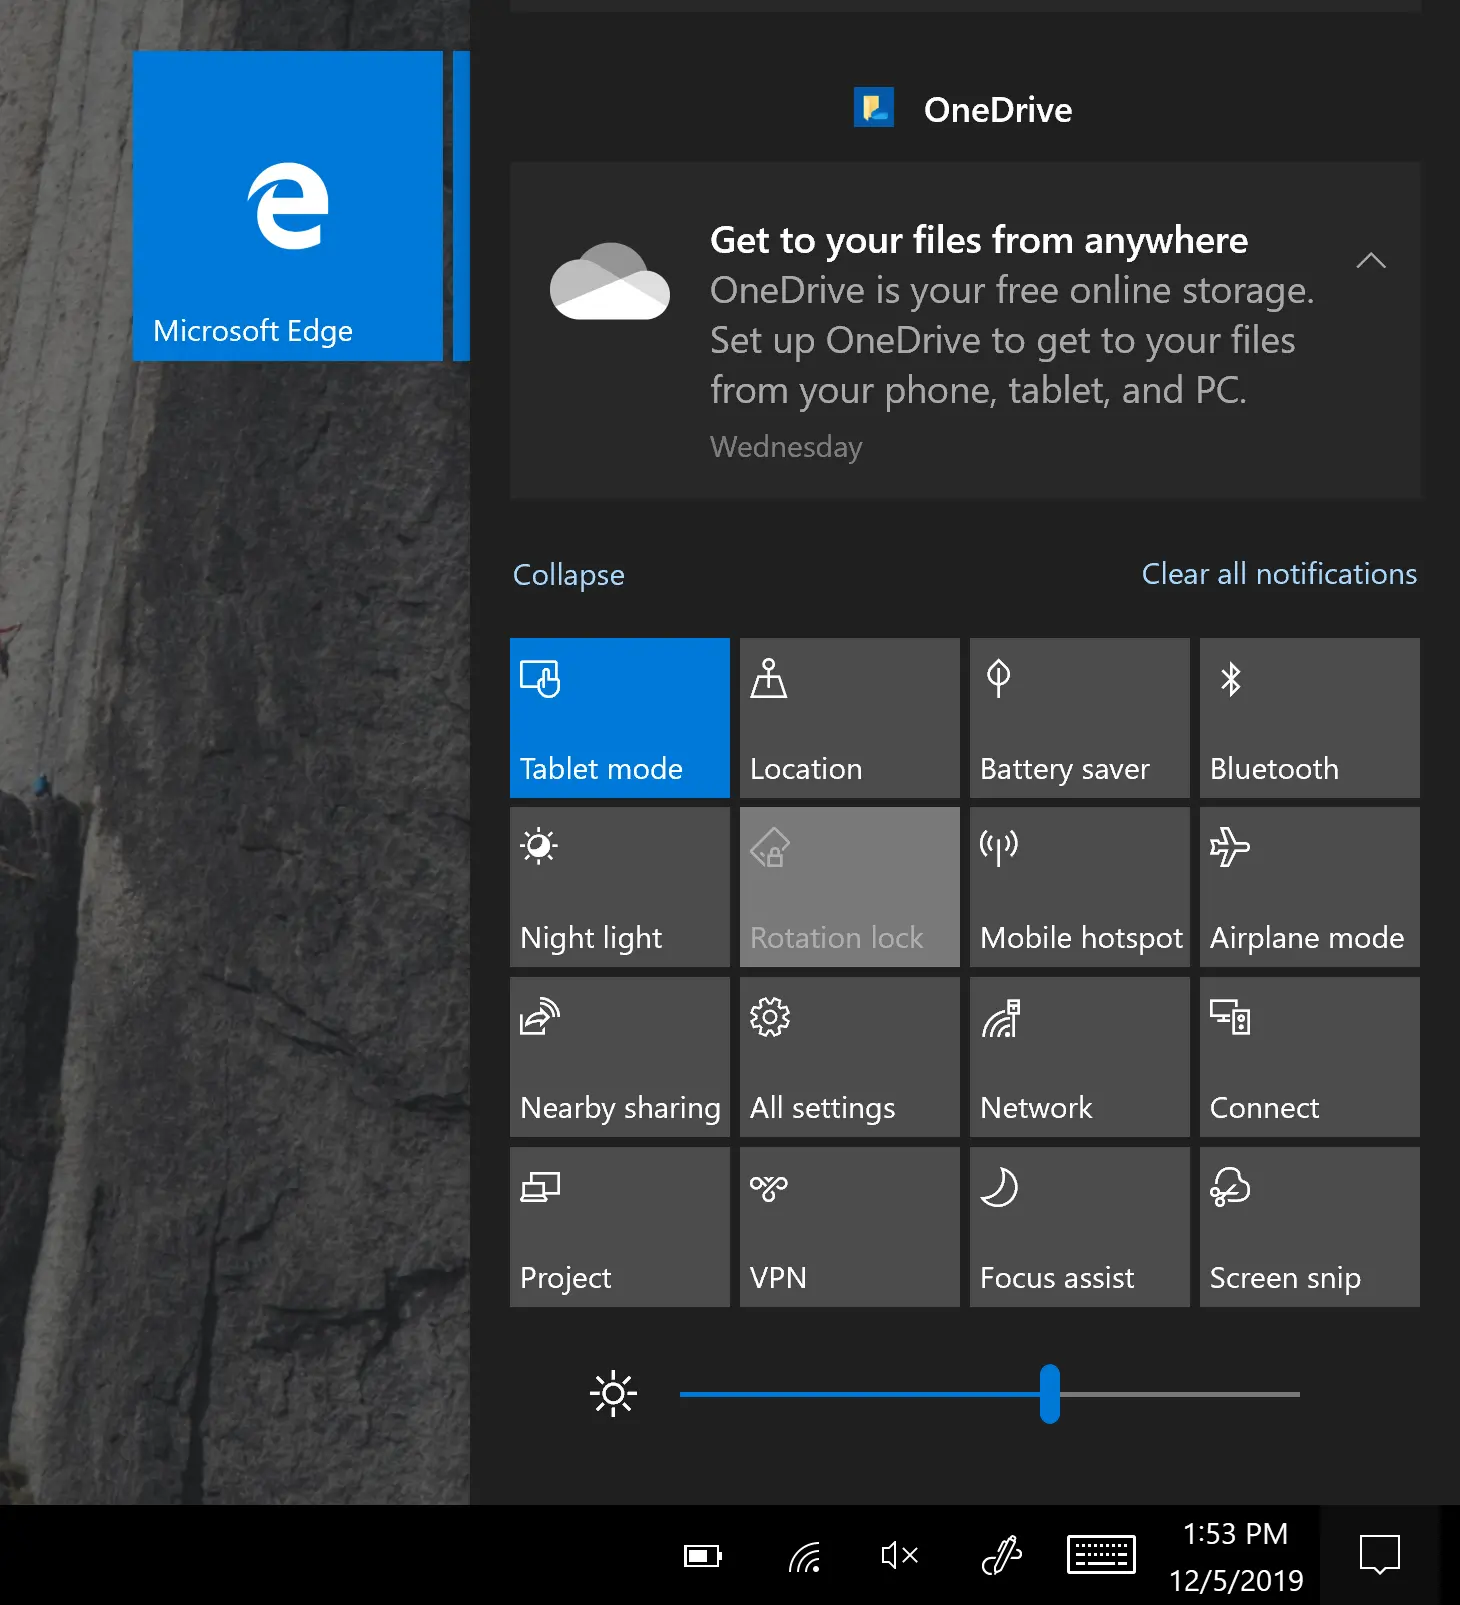 Microsoft Edge
OneDrive
Get to your files from anywhere
OneDrive is your free online storage.
Set up OneDrive to get to your files
from your phone, tablet, and PC.
Wednesday
Collapse
Clear all notifications
Tablet mode
Location
Battery saver
Bluetooth
Night light
Rotation lock
Mobile hotspot
Airplane mode
Nearby sharing
All settings
Network
Connect
Project
VPN
Focus assist
Screen snip
1:53 PM
12/5/2019